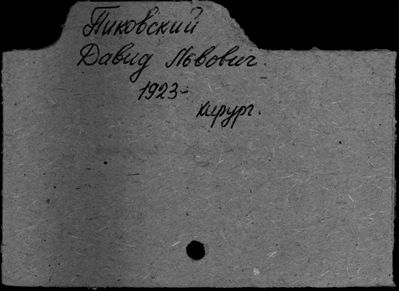 Пиковский
Давид Львович.
1923-
хирург.